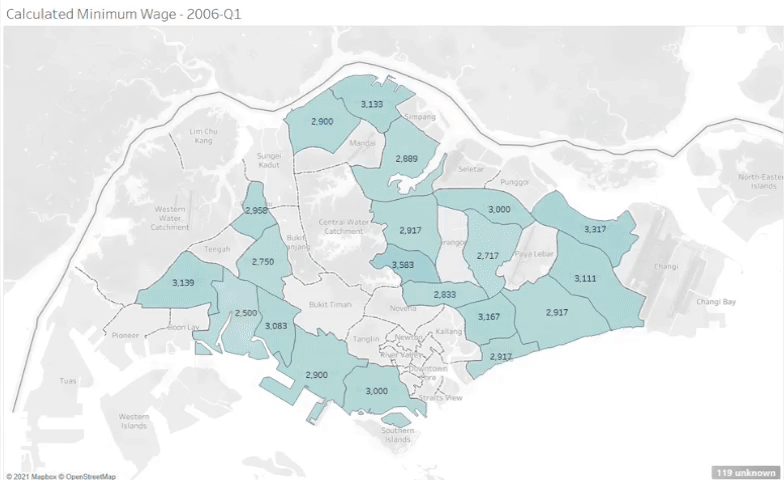 Calculated Minimum Wage - 2006-Q1
3,133
2,900
Simpang
Lim Chu
Kang
Mandai
Sungei
Kadut
2,889
Seletar
Punggol
North-Easter
Islands
Western
Water
Catchment
2,958
3,000
Central Water
Catchment
2,917
3,317
Bukit
Panjang
Tengah
2,717
Paya Lebar
2,750
3,583
3,111
Changi
3,139
2,833
Changi Bay
Bukit Timah
Novena
2,500
3,083
3,167
2,917
Pioneer
Boon Lay
Kallang
Tanglin
Newton
River Valley
2,917
Downtown
Core
2,900
Tuas
3,000
Straits View
Western
Islands
Southern
Islands
119 unknown
© 2021 Mapbox © OpenStreetMap